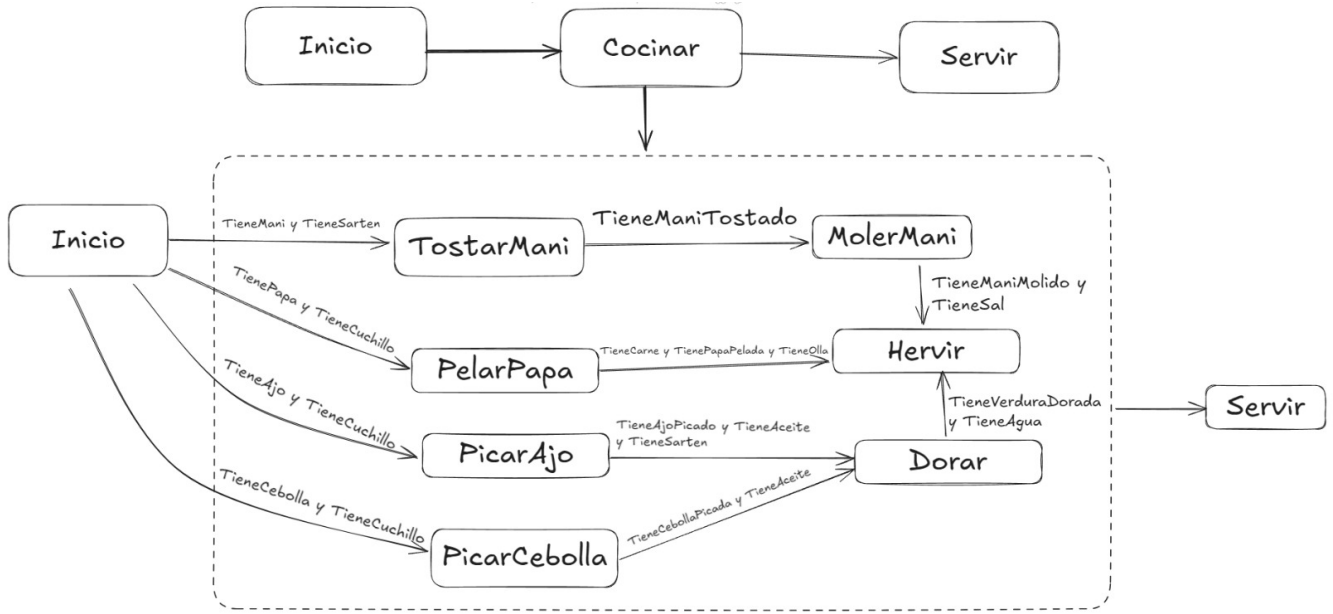 Inicio
Cocinar
Servir
Inicio
TieneMani y TieneSarten
TostarMani
TieneManiTostado
MolerMani
TieneManiMolido y
TieneSal
TienePapa y TieneCuchillo
PelarPapa
TieneCarne y TienePapaPelada y TieneOlla
Hervir
TieneAjo y TieneCuchillo
PicarAjo
TieneAjoPicado y TieneAceite
y TieneSarten
TieneVerduraDorada
y TieneAgua
Dorar
Servir
TieneCebolla y TieneCuchillo
PicarCebolla
TieneCebollaPicada y TieneAceite